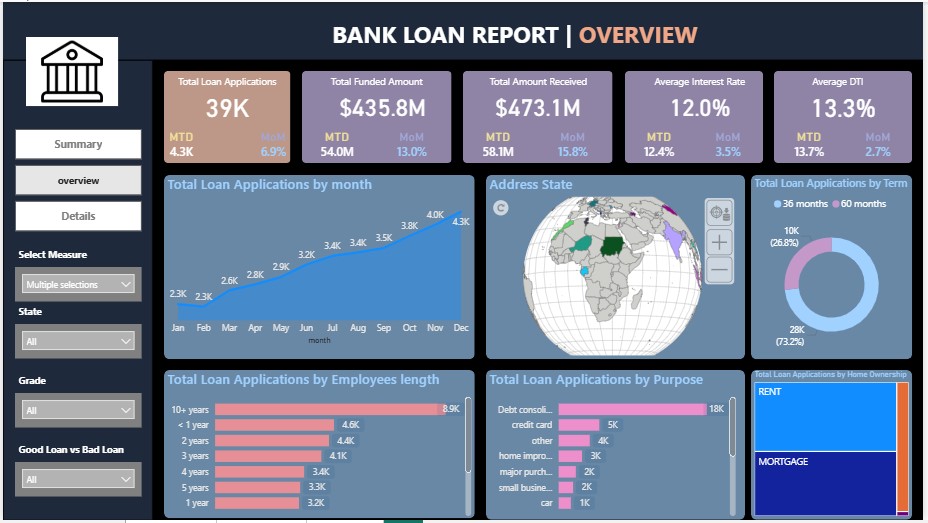 BANK LOAN REPORT | OVERVIEW
Total Loan Applications
39K
MTD MoM
4.3K 6.9%
Total Funded Amount
$435.8M
MTD MoM
54.0M 13.0%
Total Amount Received
$473.1M
MTD MoM
58.1M 15.8%
Average Interest Rate
12.0%
MTD MoM
12.4% 3.5%
Average DTI
13.3%
MTD MoM
13.7% 2.7%
Summary
overview
Details
Select Measure
Multiple selections
State
All
Grade
All
Good Loan vs Bad Loan
All
Total Loan Applications by month
2.3K 2.3K 2.6K 2.8K 2.9K 3.2K 3.4K 3.4K 3.5K 3.8K 4.0K 4.3K
Jan Feb Mar Apr May Jun Jul Aug Sep Oct Nov Dec
month
Address State
Total Loan Applications by Term
36 months 60 months
10K
(26.8%)
28K
(73.2%)
Total Loan Applications by Employees length
10+ years 8.9K
< 1 year 4.6K
2 years 4.4K
3 years 4.1K
4 years 3.4K
5 years 3.3K
1 year 3.2K
Total Loan Applications by Purpose
Debt consoli... 18K
credit card 5K
other 4K
home impro... 3K
major purch... 2K
small busine... 2K
car 1K
Total Loan Applications by Home Ownership
RENT
MORTGAGE